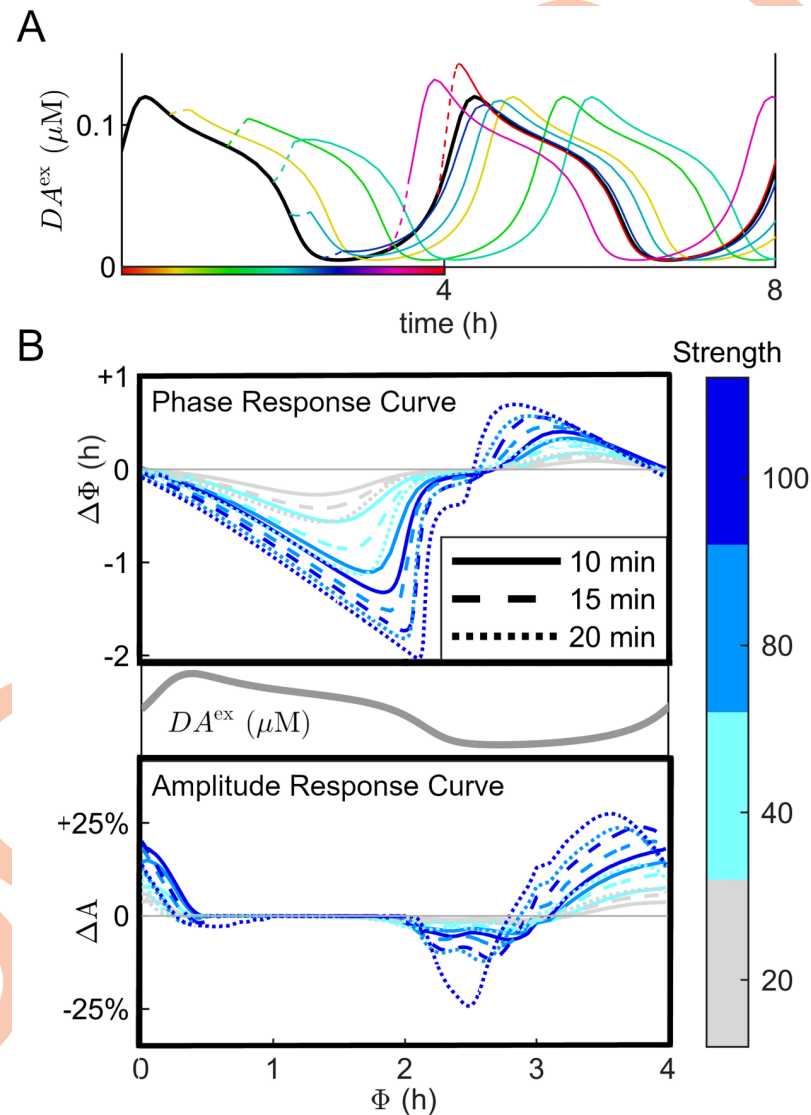 A
DA^ex (μM)
0.1
0
4
8
time (h)
B
Strength
+1
Phase Response Curve
ΔΦ (h)
0
-1
-2
10 min
15 min
20 min
100
80
40
20
DA^ex (μM)
Amplitude Response Curve
+25%
ΔA
0
-25%
0
1
2
3
4
Φ (h)